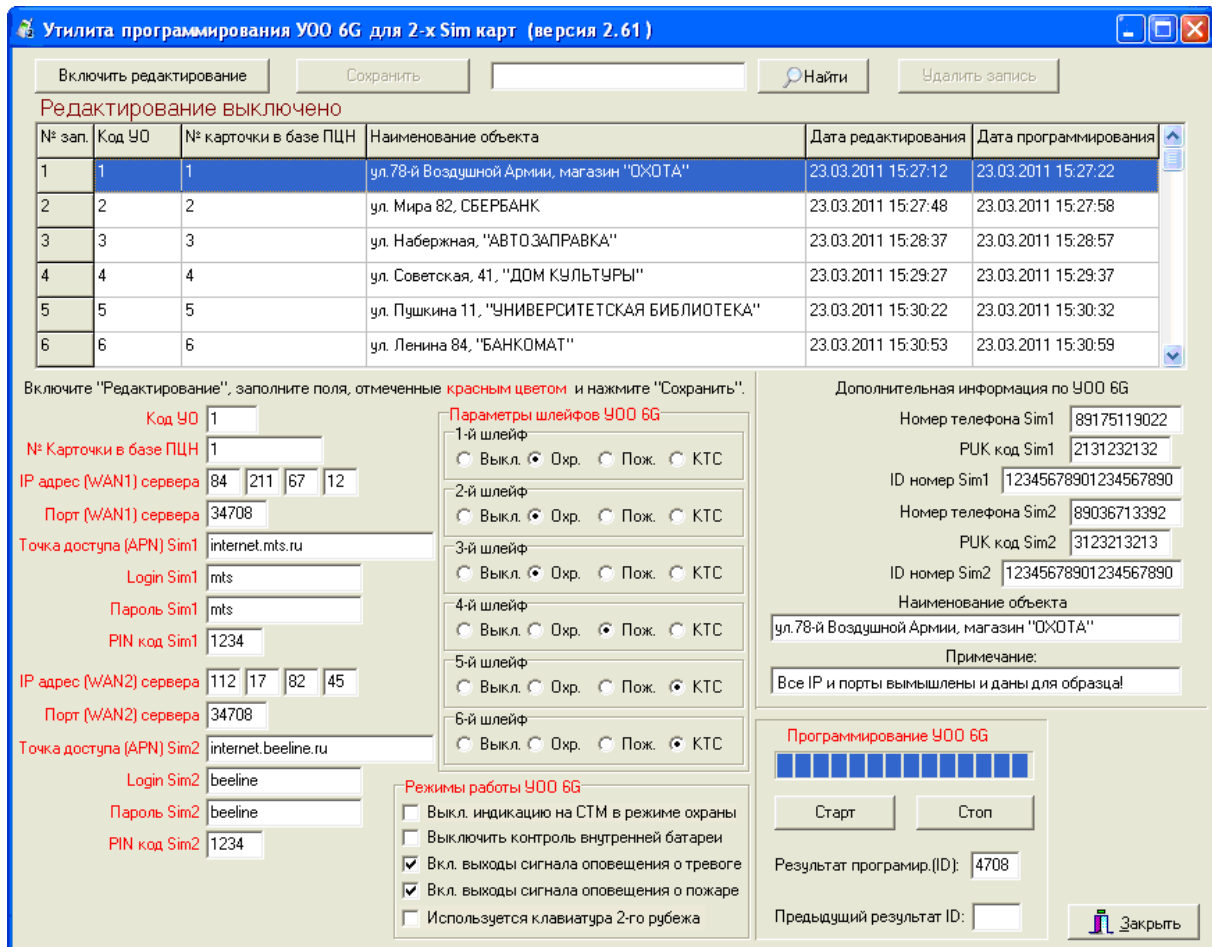 Утилита программирования УОО 6G для 2-х Sim карт (версия 2.61)
Включить редактирование Сохранить Найти Удалить запись
Редактирование выключено
№ зап. Код УО № карточки в базе ПЦН Наименование объекта Дата редактирования Дата программирования
1 1 1 ул.78-й Воздушной Армии, магазин "ОХОТА" 23.03.2011 15:27:12 23.03.2011 15:27:22
2 2 2 ул. Мира 82, СБЕРБАНК 23.03.2011 15:27:48 23.03.2011 15:27:58
3 3 3 ул. Набержная, "АВТОЗАПРАВКА" 23.03.2011 15:28:37 23.03.2011 15:28:57
4 4 4 ул. Советская, 41, "ДОМ КУЛЬТУРЫ" 23.03.2011 15:29:27 23.03.2011 15:29:37
5 5 5 ул. Пушкина 11, "УНИВЕРСИТЕТСКАЯ БИБЛИОТЕКА" 23.03.2011 15:30:22 23.03.2011 15:30:32
6 6 6 ул. Ленина 84, "БАНКОМАТ" 23.03.2011 15:30:53 23.03.2011 15:30:59
Включите "Редактирование", заполните поля, отмеченные красным цветом и нажмите "Сохранить".
Код УО 1
№ Карточки в базе ПЦН 1
IP адрес (WAN1) сервера 84 211 67 12
Порт (WAN1) сервера 34708
Точка доступа (APN) Sim1 internet.mts.ru
Login Sim1 mts
Пароль Sim1 mts
PIN код Sim1 1234
IP адрес (WAN2) сервера 112 17 82 45
Порт (WAN2) сервера 34708
Точка доступа (APN) Sim2 internet.beeline.ru
Login Sim2 beeline
Пароль Sim2 beeline
PIN код Sim2 1234
Параметры шлейфов УОО 6G
1-й шлейф
Выкл. Охр. Пож. КТС
2-й шлейф
Выкл. Охр. Пож. КТС
3-й шлейф
Выкл. Охр. Пож. КТС
4-й шлейф
Выкл. Охр. Пож. КТС
5-й шлейф
Выкл. Охр. Пож. КТС
6-й шлейф
Выкл. Охр. Пож. КТС
Режимы работы УОО 6G
Выкл. индикацию на СТМ в режиме охраны
Выключить контроль внутренней батареи
Вкл. выходы сигнала оповещения о тревоге
Вкл. выходы сигнала оповещения о пожаре
Используется клавиатура 2-го рубежа
Дополнительная информация по УОО 6G
Номер телефона Sim1 89175119022
PUK код Sim1 2131232132
ID номер Sim1 12345678901234567890
Номер телефона Sim2 89036713392
PUK код Sim2 3123213213
ID номер Sim2 12345678901234567890
Наименование объекта
ул.78-й Воздушной Армии, магазин "ОХОТА"
Примечание:
Все IP и порты вымышлены и даны для образца!
Программирование УОО 6G
Старт Стоп
Результат програмир.(ID): 4708
Предыдущий результат ID:
Закрыть